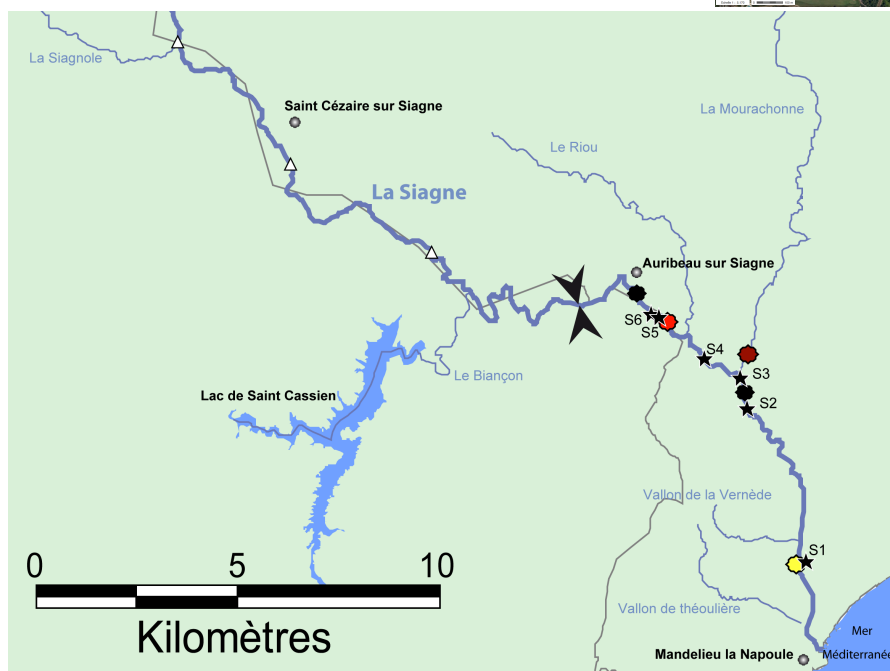 La Siagnole
Saint Cézaire sur Siagne
La Mourachonne
Le Riou
La Siagne
Auribeau sur Siagne
S6
S5
S4
S3
S2
Le Biançon
Lac de Saint Cassien
Vallon de la Vernède
S1
0 5 10
Kilomètres
Vallon de théoulière
Mer
Méditerranée
Mandelieu la Napoule